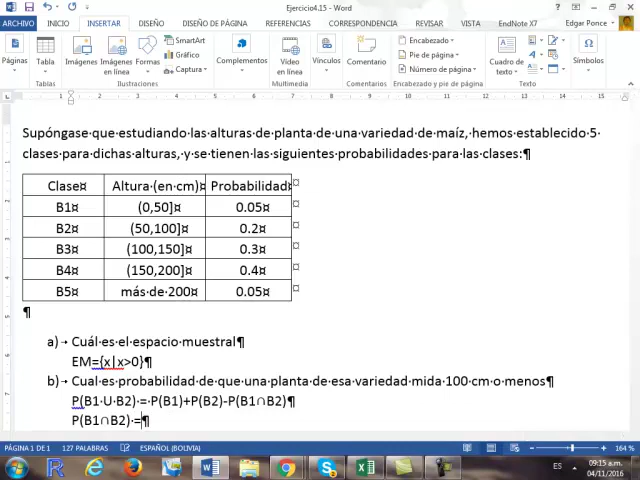 Ejercicio4.15 - Word
ARCHIVO INICIO INSERTAR DISEÑO DISEÑO DE PÁGINA REFERENCIAS CORRESPONDENCIA REVISAR VISTA EndNote X7 Edgar Ponce
Páginas
Tabla
Tablas
Imágenes
Imágenes en línea
Formas
SmartArt
Gráfico
Captura
Ilustraciones
Complementos
Vídeo en línea
Multimedia
Vínculos
Comentario
Comentarios
Encabezado
Pie de página
Número de página
Encabezado y pie de página
Cuadro de texto
Texto
Símbolos
Supóngase·que·estudiando·las·alturas·de·planta·de·una·variedad·de·maíz,·hemos·establecido·5·
clases·para·dichas·alturas,·y·se·tienen·las·siguientes·probabilidades·para·las·clases:¶
Clase¤ Altura·(en·cm)¤ Probabilidad¤
B1¤ (0,50]¤ 0.05¤
B2¤ (50,100]¤ 0.2¤
B3¤ (100,150]¤ 0.3¤
B4¤ (150,200]¤ 0.4¤
B5¤ más·de·200¤ 0.05¤
¶
a)→Cuál·es·el·espacio·muestral¶
EM={x|x>0}¶
b)→Cual·es·probabilidad·de·que·una·planta·de·esa·variedad·mida·100·cm·o·menos¶
P(B1·U·B2)·=·P(B1)+P(B2)-P(B1∩B2)¶
P(B1∩B2)·=¶
PÁGINA 1 DE 1 127 PALABRAS ESPAÑOL (BOLIVIA) 164 %
ES 09:15 a.m.
04/11/2016